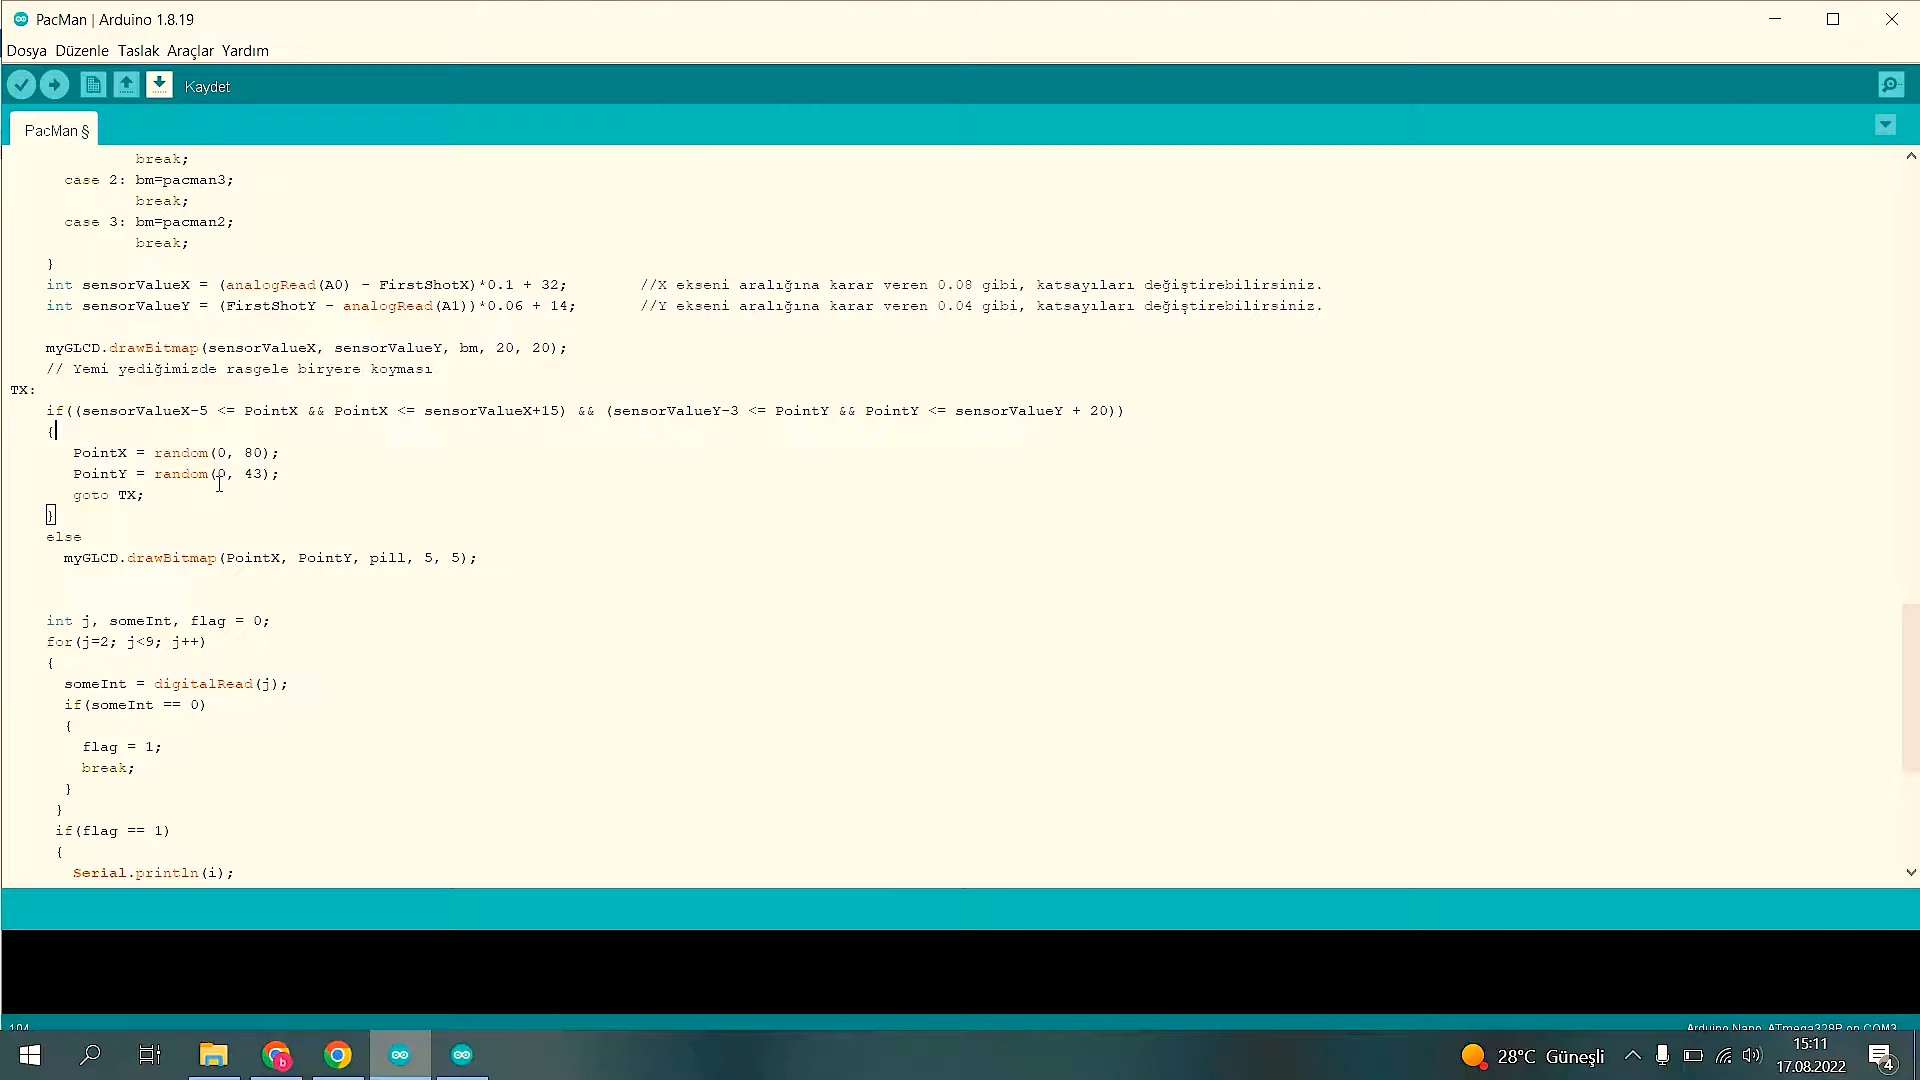 PacMan | Arduino 1.8.19
Dosya Düzenle Taslak Araçlar Yardım
Kaydet
PacMan §
break;
case 2: bm=pacman3;
break;
case 3: bm=pacman2;
break;
}
int sensorValueX = (analogRead(A0) - FirstShotX)*0.1 + 32; //X ekseni aralığına karar veren 0.08 gibi, katsayıları değiştirebilirsiniz.
int sensorValueY = (FirstShotY - analogRead(A1))*0.06 + 14; //Y ekseni aralığına karar veren 0.04 gibi, katsayıları değiştirebilirsiniz.
myGLCD.drawBitmap(sensorValueX, sensorValueY, bm, 20, 20);
// Yemi yediğimizde rasgele biryere koyması
TX:
if((sensorValueX-5 <= PointX && PointX <= sensorValueX+15) && (sensorValueY-3 <= PointY && PointY <= sensorValueY + 20))
{
PointX = random(0, 80);
PointY = random(0, 43);
goto TX;
}
else
myGLCD.drawBitmap(PointX, PointY, pill, 5, 5);
int j, someInt, flag = 0;
for(j=2; j<9; j++)
{
someInt = digitalRead(j);
if(someInt == 0)
{
flag = 1;
break;
}
}
if(flag == 1)
{
Serial.println(i);
104
Arduino Nano, ATmega328P on COM3
28°C Güneşli
15:11
17.08.2022
4